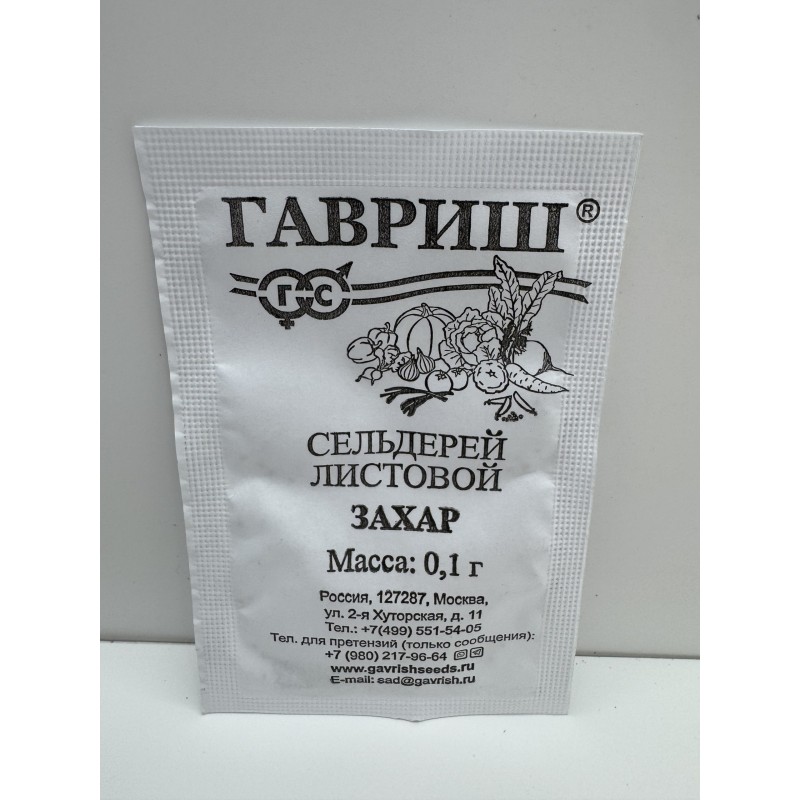 ГАВРИШ®
ГС
СЕЛЬДЕРЕЙ
ЛИСТОВОЙ
ЗАХАР
Масса: 0,1 г
Россия, 127287, Москва,
ул. 2-я Хуторская, д. 11
Тел.: +7(499) 551-54-05
Тел. для претензий (только сообщения):
+7 (980) 217-96-64
www.gavrishseeds.ru
E-mail: sad@gavrish.ru